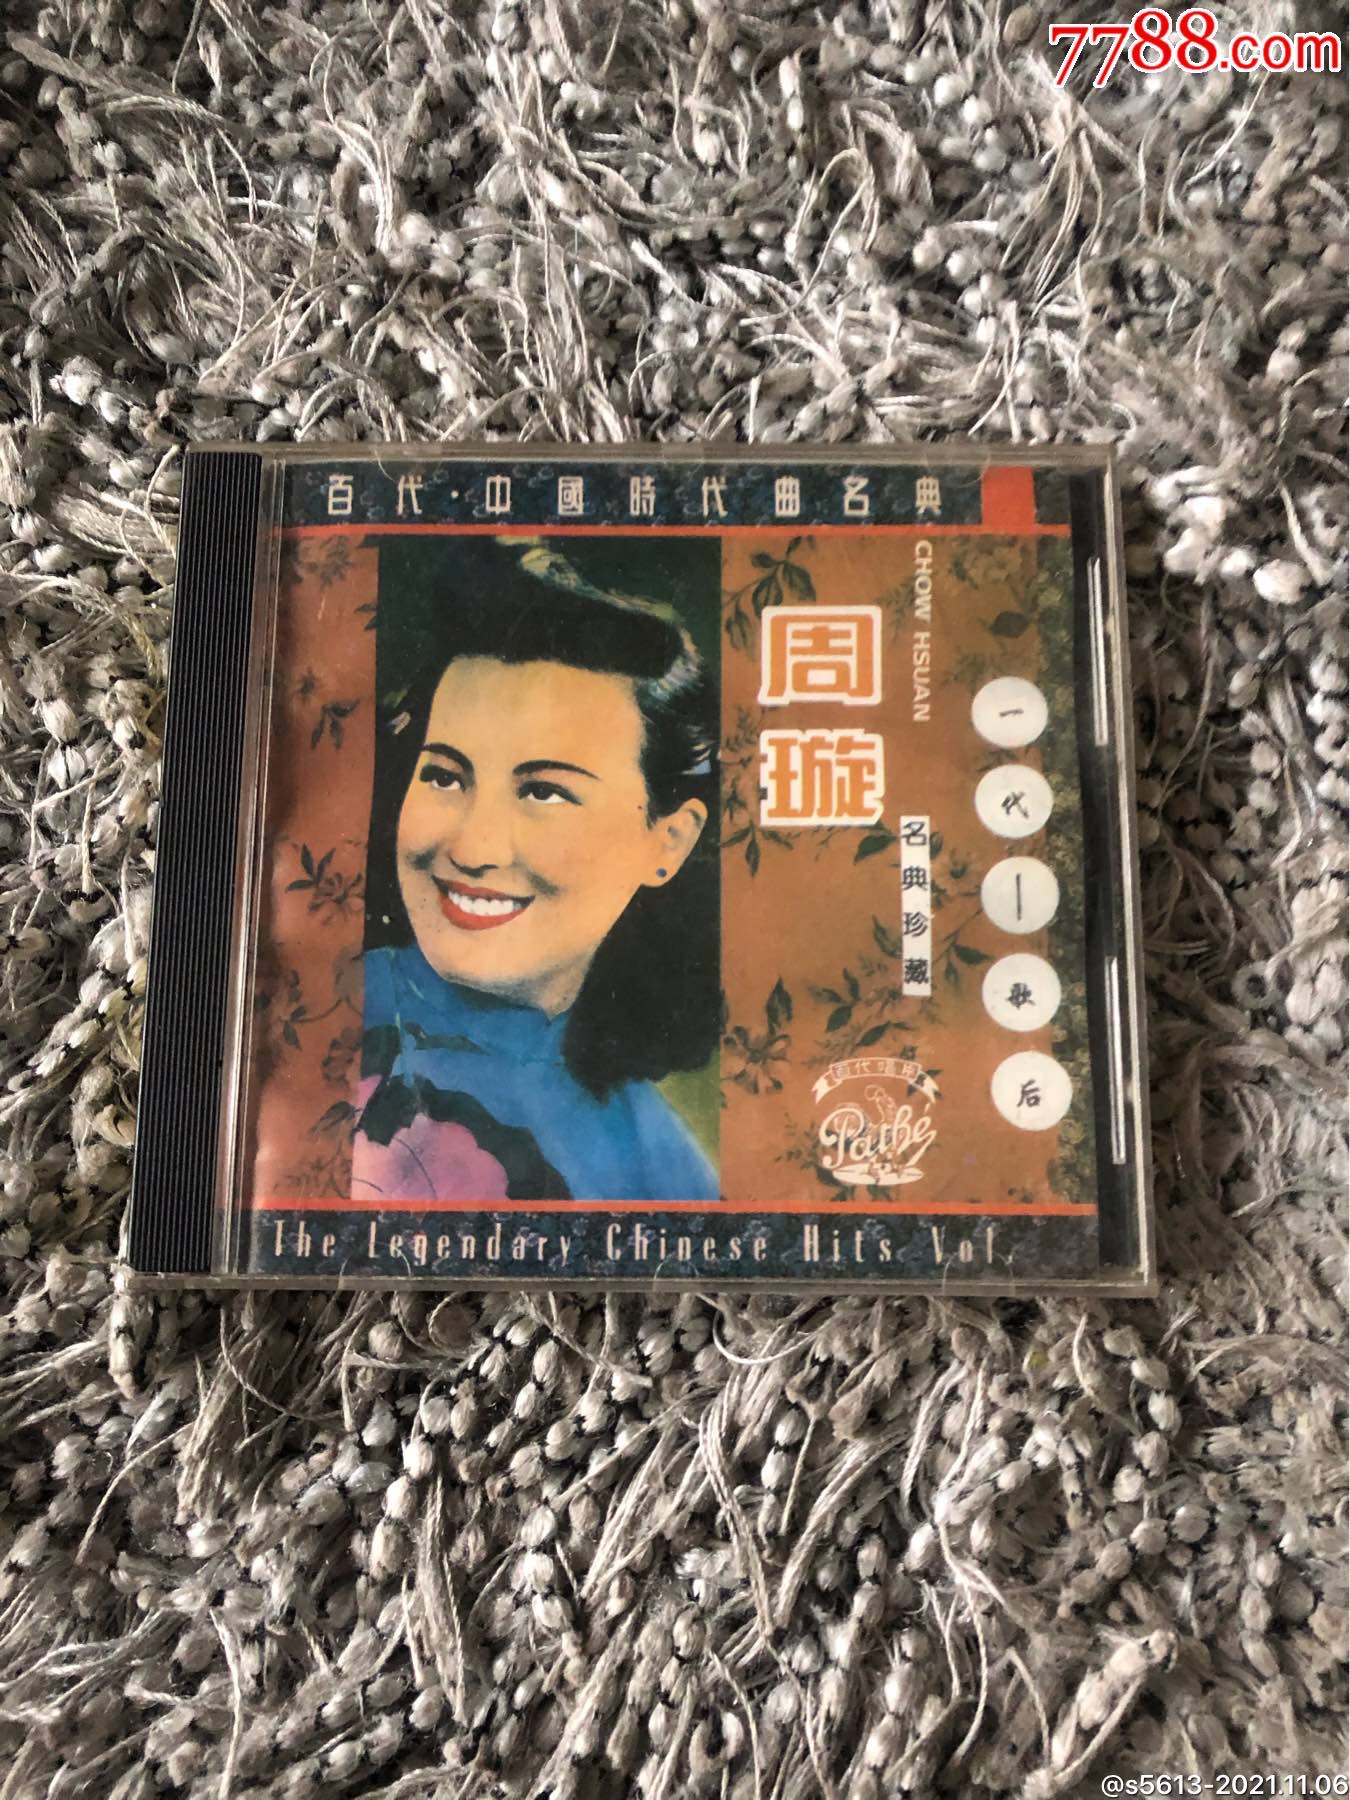 7788.com
百代·中國時代曲名典
CHOW HSUAN
周璇
名典珍藏
一代一歌后
百代唱片
Pathé
The Legendary Chinese Hits Vol.
@s5613-2021.11.06